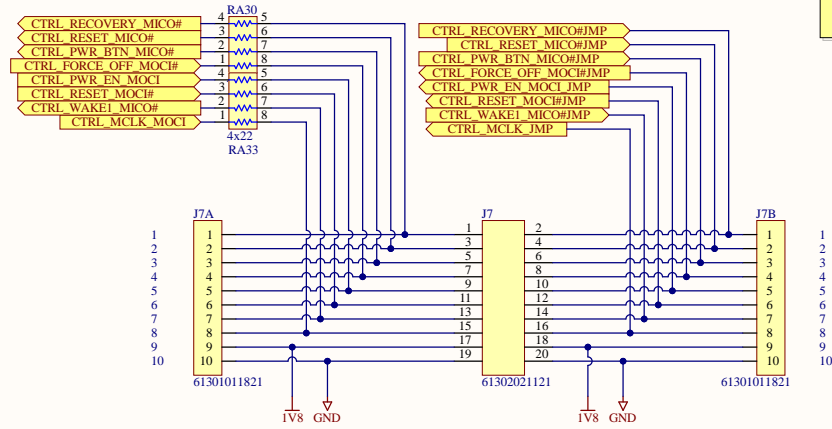 RA30
CTRL_RECOVERY_MICO# 4 5
CTRL_RESET_MICO# 3 6
CTRL_PWR_BTN_MICO# 2 7
CTRL_FORCE_OFF_MOCI# 1 8
CTRL_PWR_EN_MOCI 4 5
CTRL_RESET_MOCI# 3 6
CTRL_WAKE1_MICO# 2 7
CTRL_MCLK_MOCI 1 8
4x22
RA33
CTRL_RECOVERY_MICO#JMP
CTRL_RESET_MICO#JMP
CTRL_PWR_BTN_MICO#JMP
CTRL_FORCE_OFF_MOCI#JMP
CTRL_PWR_EN_MOCI_JMP
CTRL_RESET_MOCI#JMP
CTRL_WAKE1_MICO#JMP
CTRL_MCLK_JMP
J7A J7 J7B
1 1 1 2 1 1
2 2 3 4 2 2
3 3 5 6 3 3
4 4 7 8 4 4
5 5 9 10 5 5
6 6 11 12 6 6
7 7 13 14 7 7
8 8 15 16 8 8
9 9 17 18 9 9
10 10 19 20 10 10
61301011821 61302021121 61301011821
1V8 GND 1V8 GND